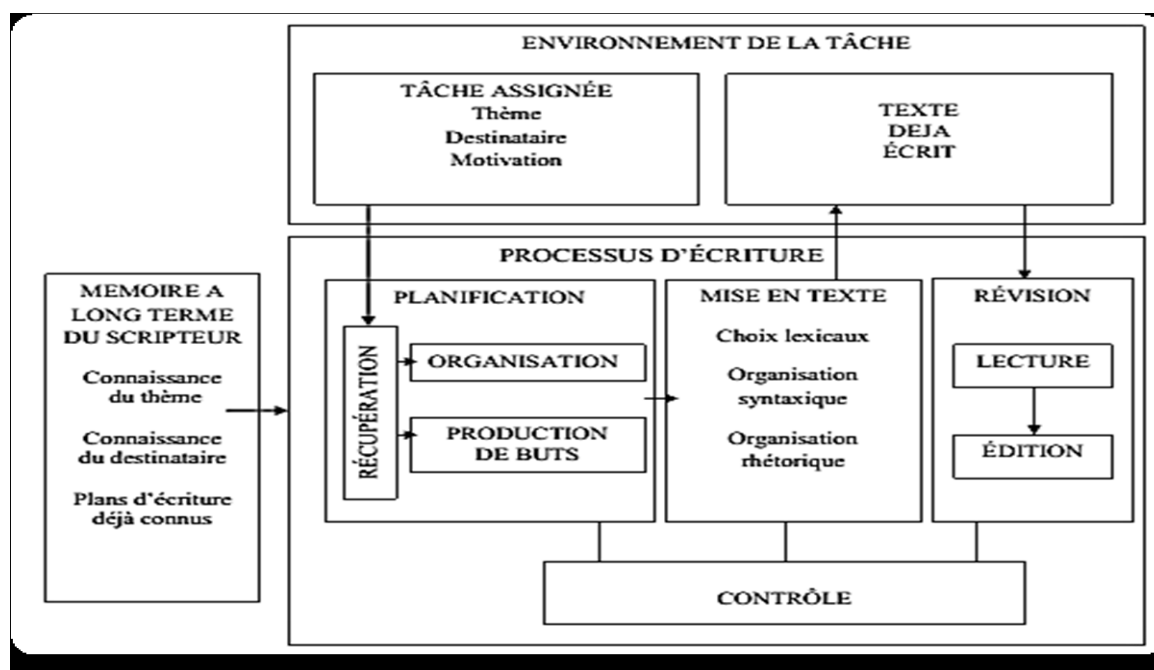 ENVIRONNEMENT DE LA TÂCHE
TÂCHE ASSIGNÉE
Thème
Destinataire
Motivation
TEXTE
DEJA
ÉCRIT
PROCESSUS D'ÉCRITURE
MEMOIRE A
LONG TERME
DU SCRIPTEUR
Connaissance
du thème
Connaissance
du destinataire
Plans d'écriture
déjà connus
PLANIFICATION
RÉCUPÉRATION
ORGANISATION
PRODUCTION
DE BUTS
MISE EN TEXTE
Choix lexicaux
Organisation
syntaxique
Organisation
rhétorique
RÉVISION
LECTURE
ÉDITION
CONTRÔLE